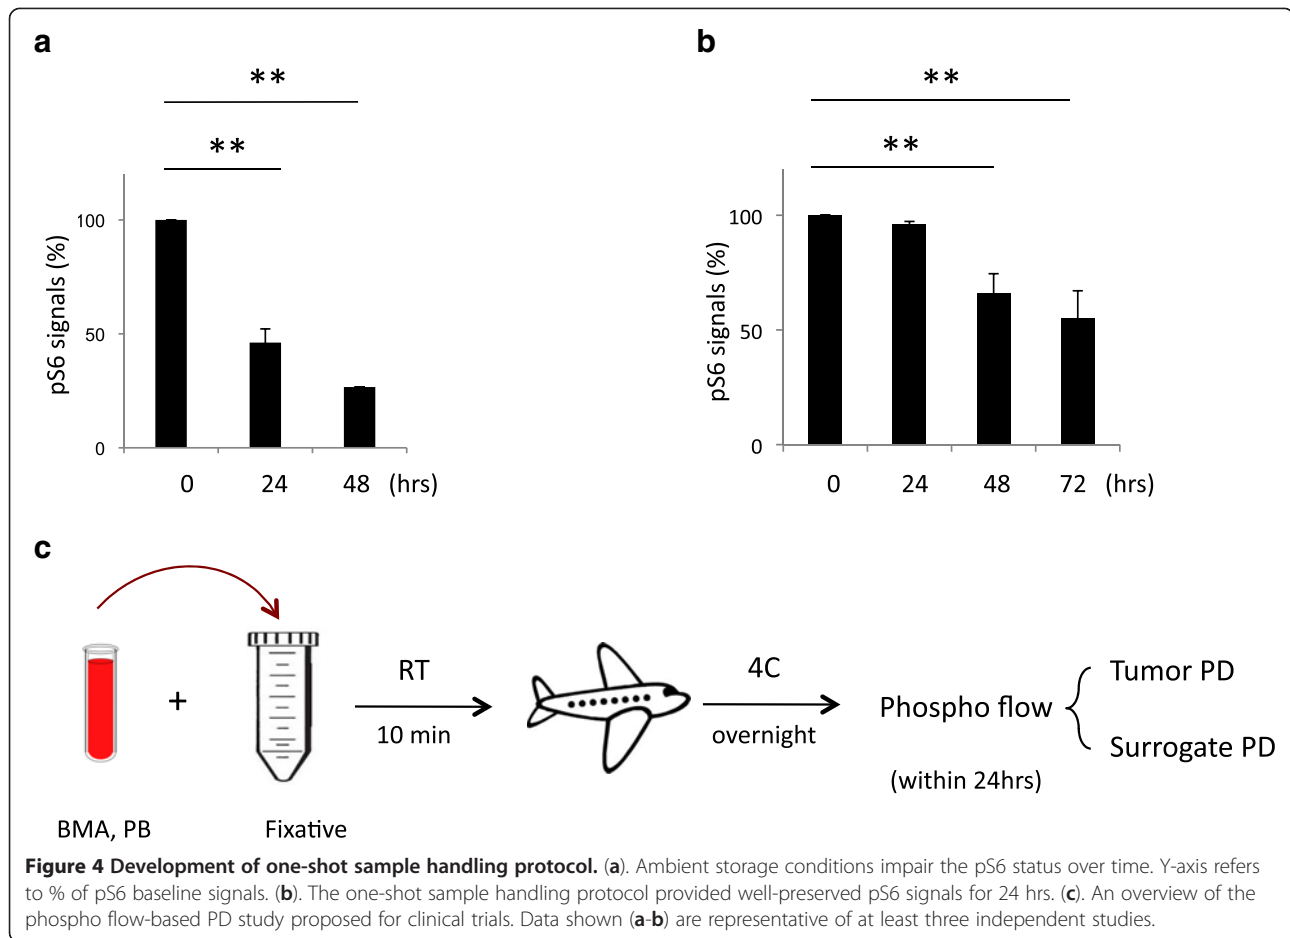 a
b
**
**
**
**
pS6 signals (%)
100
50
0
0 24 48 (hrs)
pS6 signals (%)
100
50
0
0 24 48 72 (hrs)
c
+
RT
10 min
4C
overnight
Phospho flow
(within 24hrs)
Tumor PD
Surrogate PD
BMA, PB
Fixative
Figure 4 Development of one-shot sample handling protocol. (a). Ambient storage conditions impair the pS6 status over time. Y-axis refers
to % of pS6 baseline signals. (b). The one-shot sample handling protocol provided well-preserved pS6 signals for 24 hrs. (c). An overview of the
phospho flow-based PD study proposed for clinical trials. Data shown (a-b) are representative of at least three independent studies.